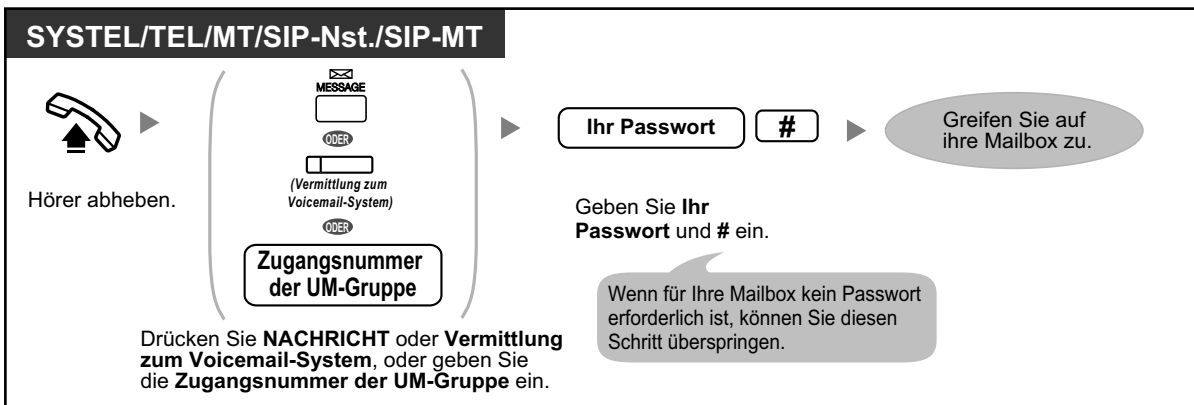 SYSTEL/TEL/MT/SIP-Nst./SIP-MT
Hörer abheben.
MESSAGE
ODER
(Vermittlung zum
Voicemail-System)
ODER
Zugangsnummer
der UM-Gruppe
Drücken Sie NACHRICHT oder Vermittlung
zum Voicemail-System, oder geben Sie
die Zugangsnummer der UM-Gruppe ein.
Ihr Passwort #
Geben Sie Ihr
Passwort und # ein.
Wenn für Ihre Mailbox kein Passwort
erforderlich ist, können Sie diesen
Schritt überspringen.
Greifen Sie auf
ihre Mailbox zu.